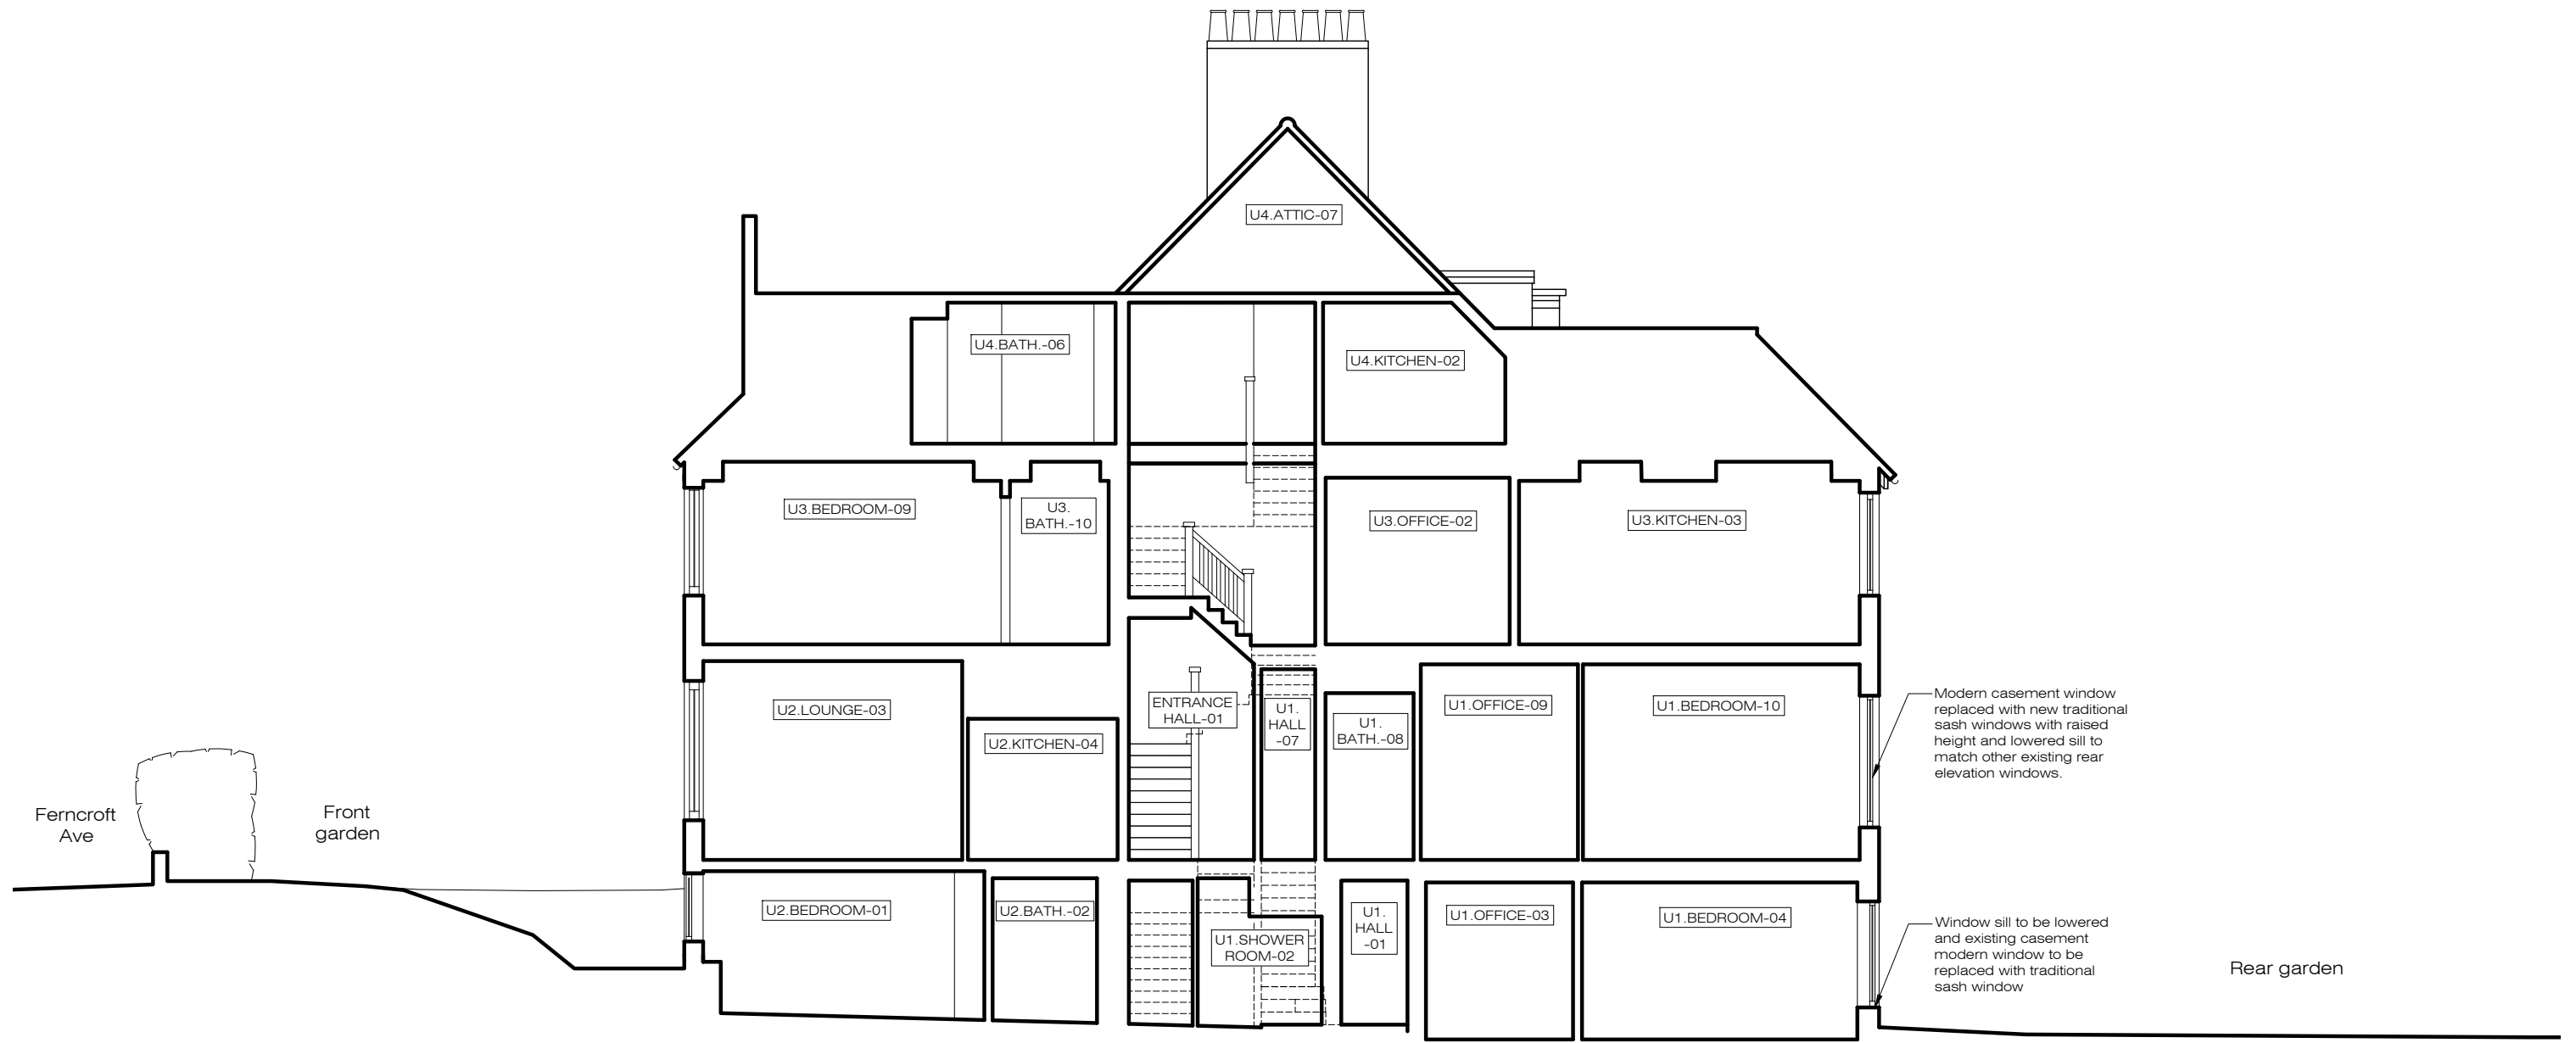 U4.ATTIC-07
U4.BATH.-06
U4.KITCHEN-02
U3.BEDROOM-09
U3.
BATH.-10
U3.OFFICE-02
U3.KITCHEN-03
U2.LOUNGE-03
U2.KITCHEN-04
ENTRANCE
HALL-01
U1.
HALL
-07
U1.
BATH.-08
U1.OFFICE-09
U1.BEDROOM-10
Modern casement window
replaced with new traditional
sash windows with raised
height and lowered sill to
match other existing rear
elevation windows.
Ferncroft
Ave
Front
garden
U2.BEDROOM-01
U2.BATH.-02
U1.SHOWER
ROOM-02
U1.
HALL
-01
U1.OFFICE-03
U1.BEDROOM-04
Window sill to be lowered
and existing casement
modern window to be
replaced with traditional
sash window
Rear garden